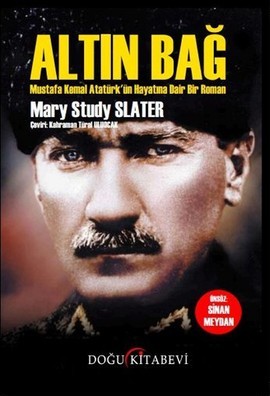 ALTIN BAĞ
Mustafa Kemal Atatürk'ün Hayatına Dair Bir Roman
Mary Study SLATER
Çeviri: Kahraman Türel ULUOCAK
ÖNSÖZ:
SİNAN
MEYDAN
DOĞU KİTABEVİ